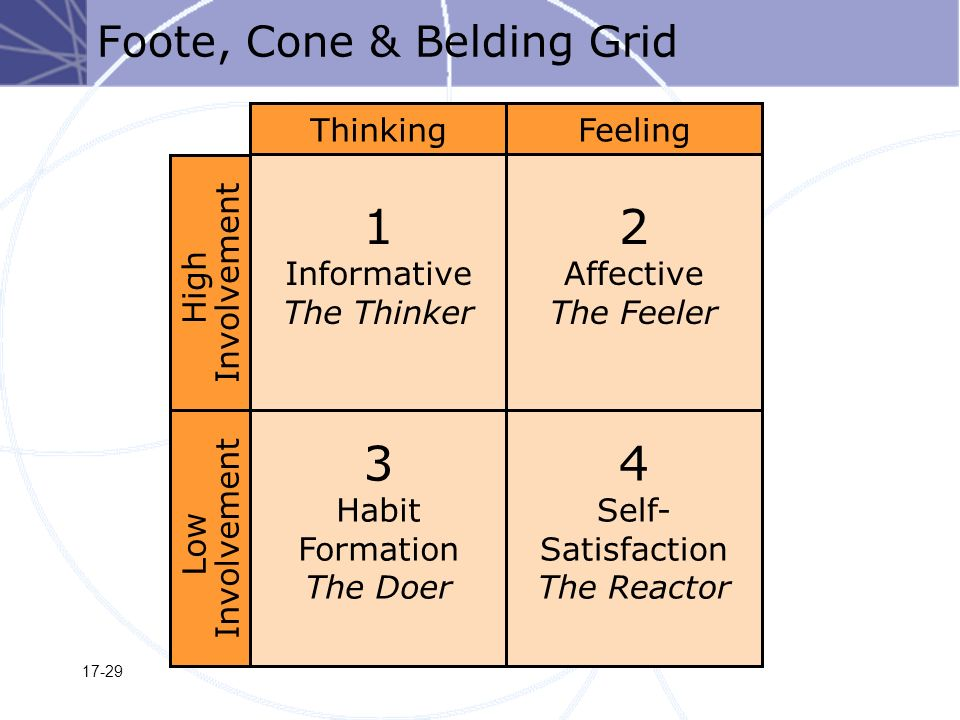 Foote, Cone & Belding Grid
Thinking
Feeling
High
Involvement
1
Informative
The Thinker
2
Affective
The Feeler
Low
Involvement
3
Habit
Formation
The Doer
4
Self-
Satisfaction
The Reactor
17-29